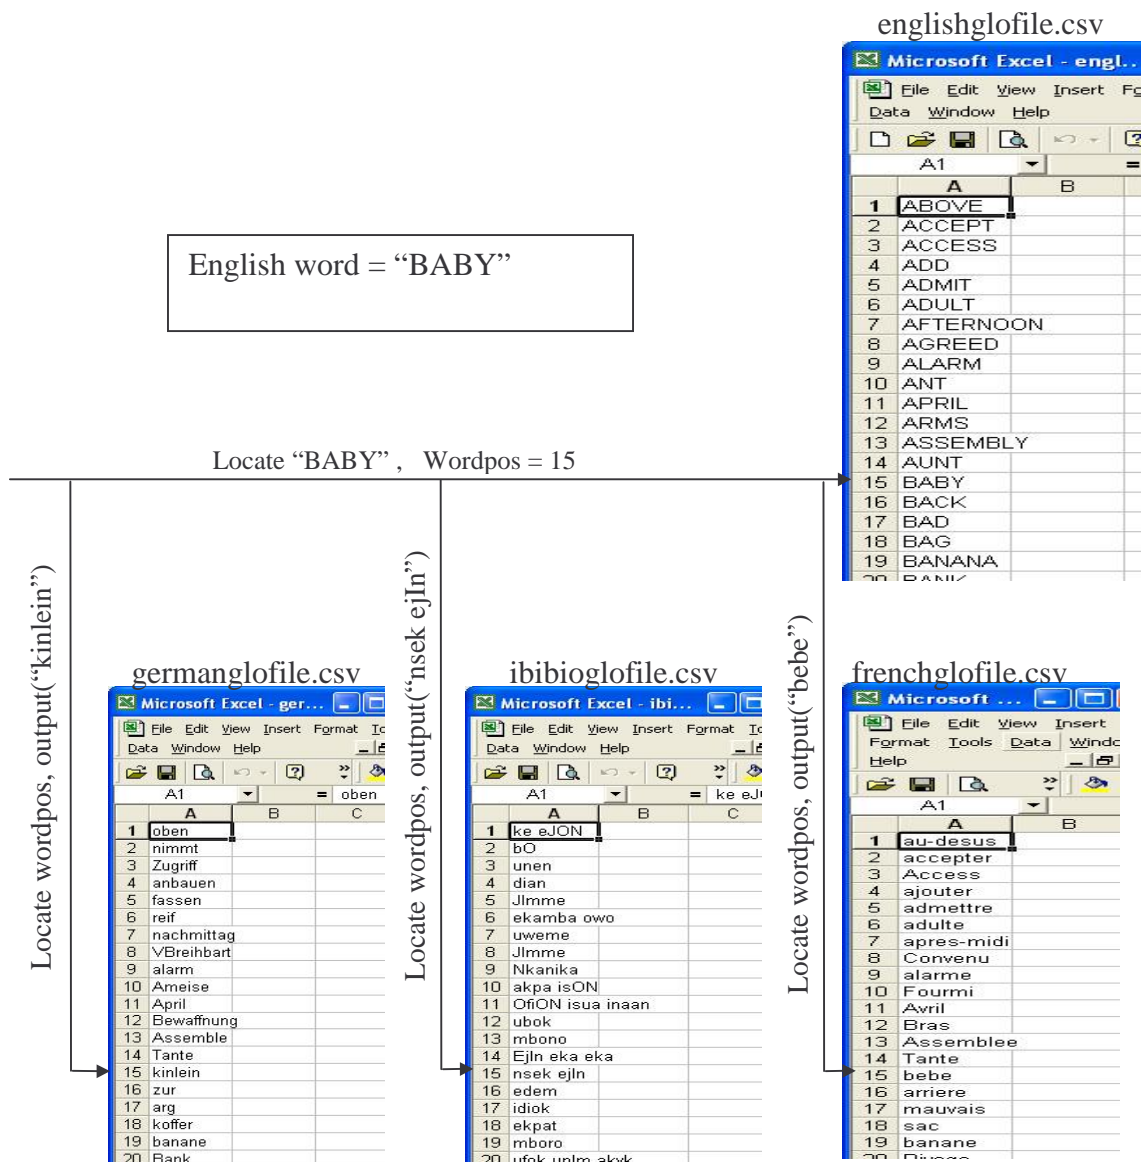 englishglofile.csv
Microsoft Excel - engl..
File Edit View Insert
Data Window Help
A1 =
A B
1 ABOVE
2 ACCEPT
3 ACCESS
4 ADD
5 ADMIT
6 ADULT
7 AFTERNOON
8 AGREED
9 ALARM
10 ANT
11 APRIL
12 ARMS
13 ASSEMBLY
14 AUNT
15 BABY
16 BACK
17 BAD
18 BAG
19 BANANA
20 BANK
English word = “BABY”
Locate “BABY” , Wordpos = 15
Locate wordpos, output(“kinlein”)
germanglofile.csv
Microsoft Excel - ger...
File Edit View Insert Format
Data Window Help
A1 = oben
A B C
1 oben
2 nimmt
3 Zugriff
4 anbauen
5 fassen
6 reif
7 nachmittag
8 VBreihbart
9 alarm
10 Ameise
11 April
12 Bewaffnung
13 Assemble
14 Tante
15 kinlein
16 zur
17 arg
18 koffer
19 banane
20 Bank
Locate wordpos, output(“nsek ejIn”)
ibibioglofile.csv
Microsoft Excel - ibi...
File Edit View Insert Format
Data Window Help
A1 = ke
A B C
1 ke eJON
2 bO
3 unen
4 dian
5 JImme
6 ekamba owo
7 uweme
8 JImme
9 Nkanika
10 akpa isON
11 OfiON isua inaan
12 ubok
13 mbono
14 EjIn eka eka
15 nsek ejIn
16 edem
17 idiok
18 ekpat
19 mboro
20 ufok
Locate wordpos, output(“bebe”)
frenchglofile.csv
Microsoft ...
File Edit View Insert
Format Tools Data
Help
A1
A B
1 au-desus
2 accepter
3 Access
4 ajouter
5 admettre
6 adulte
7 apres-midi
8 Convenu
9 alarme
10 Fourmi
11 Avril
12 Bras
13 Assemblee
14 Tante
15 bebe
16 arriere
17 mauvais
18 sac
19 banane
20